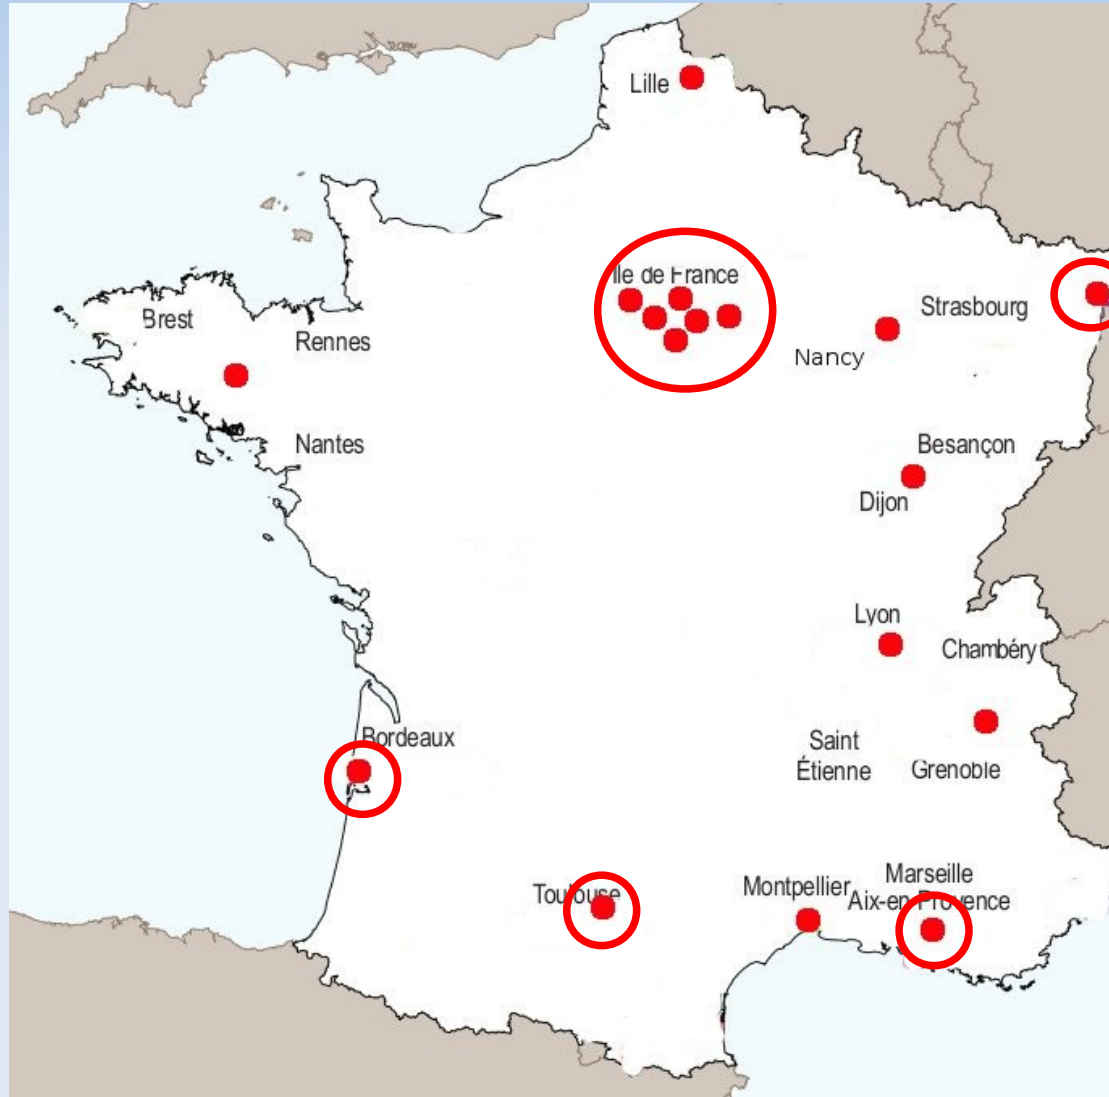 Lille
Ile de France
Strasbourg
Brest
Rennes
Nancy
Nantes
Besançon
Dijon
Lyon
Chambéry
Bordeaux
Saint
Étienne
Grenoble
Toulouse
Montpellier
Marseille
Aix-en Provence